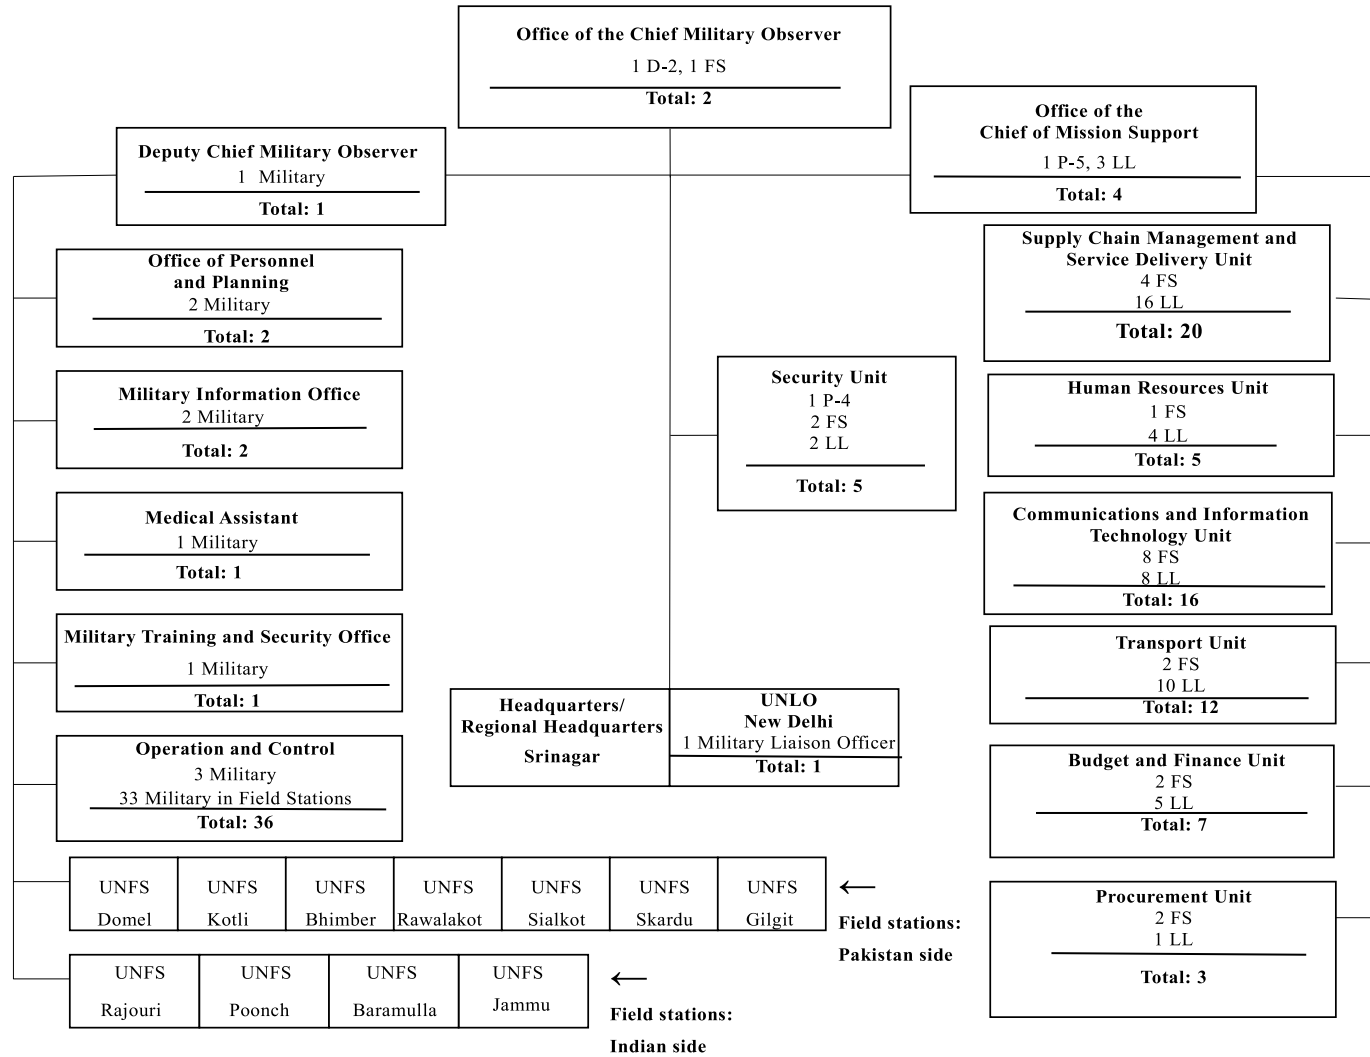 Office of the Chief Military Observer
1 D-2, 1 FS
Total: 2
Office of the
Chief of Mission Support
1 P-5, 3 LL
Total: 4
Deputy Chief Military Observer
1 Military
Total: 1
Office of Personnel
and Planning
2 Military
Total: 2
Military Information Office
2 Military
Total: 2
Medical Assistant
1 Military
Total: 1
Military Training and Security Office
1 Military
Total: 1
Operation and Control
3 Military
33 Military in Field Stations
Total: 36
Security Unit
1 P-4
2 FS
2 LL
Total: 5
Headquarters/
Regional Headquarters
Srinagar
UNLO
New Delhi
1 Military Liaison Officer
Total: 1
Supply Chain Management and
Service Delivery Unit
4 FS
16 LL
Total: 20
Human Resources Unit
1 FS
4 LL
Total: 5
Communications and Information
Technology Unit
8 FS
8 LL
Total: 16
Transport Unit
2 FS
10 LL
Total: 12
Budget and Finance Unit
2 FS
5 LL
Total: 7
Procurement Unit
2 FS
1 LL
Total: 3
UNFS
Domel
UNFS
Kotli
UNFS
Bhimber
UNFS
Rawalakot
UNFS
Sialkot
UNFS
Skardu
UNFS
Gilgit
←
Field stations:
Pakistan side
UNFS
Rajouri
UNFS
Poonch
UNFS
Baramulla
UNFS
Jammu
←
Field stations:
Indian side